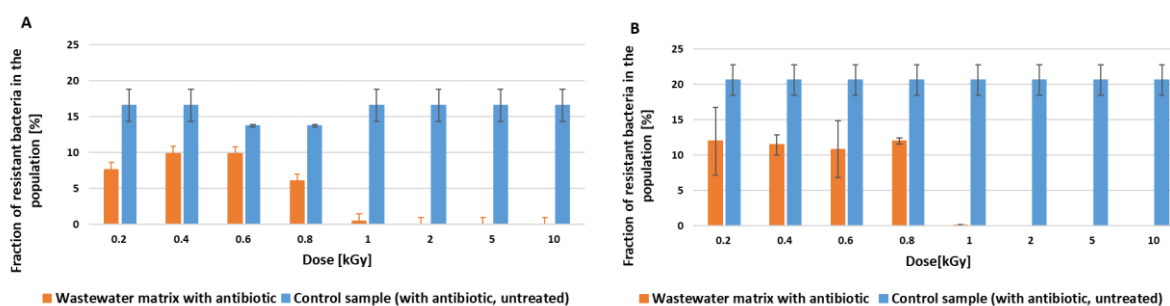 A
Fraction of resistant bacteria in the
population [%]
25
20
15
10
5
0
0.2 0.4 0.6 0.8 1 2 5 10
Dose [kGy]
Wastewater matrix with antibiotic Control sample (with antibiotic, untreated)
B
Fraction of resistant bacteria in the
population [%]
25
20
15
10
5
0
0.2 0.4 0.6 0.8 1 2 5 10
Dose[kGy]
Wastewater matrix with antibiotic Control sample (with antibiotic, untreated)